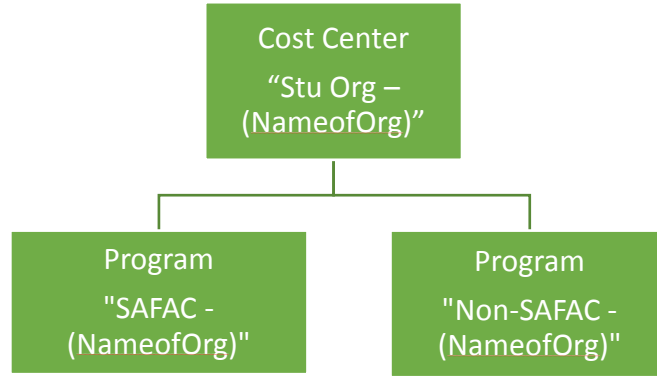 Cost Center
“Stu Org –
(NameofOrg)”
Program
"SAFAC -
(NameofOrg)"
Program
"Non-SAFAC -
(NameofOrg)"